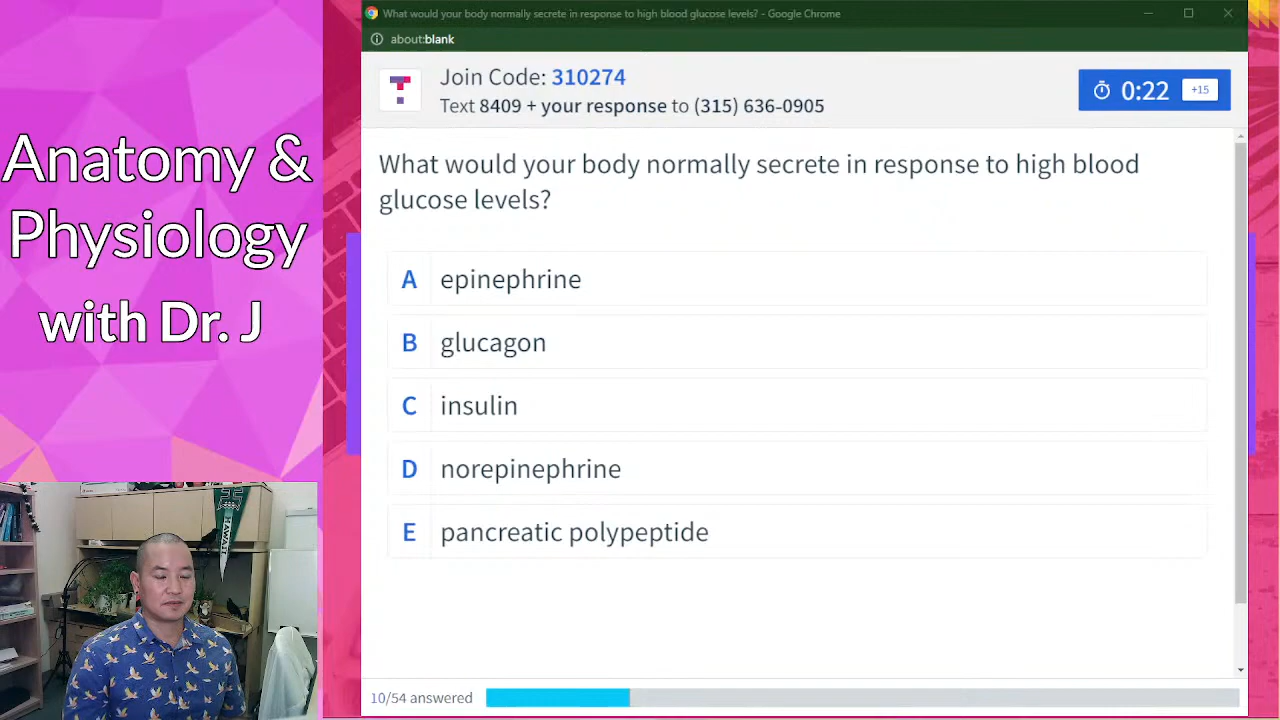 What would your body normally secrete in response to high blood glucose levels? - Google Chrome
about:blank
Join Code: 310274
Text 8409 + your response to (315) 636-0905
0:22
+15
Anatomy &
Physiology
with Dr. J
What would your body normally secrete in response to high blood
glucose levels?
A epinephrine
B glucagon
C insulin
D norepinephrine
E pancreatic polypeptide
HAWAII
10/54 answered